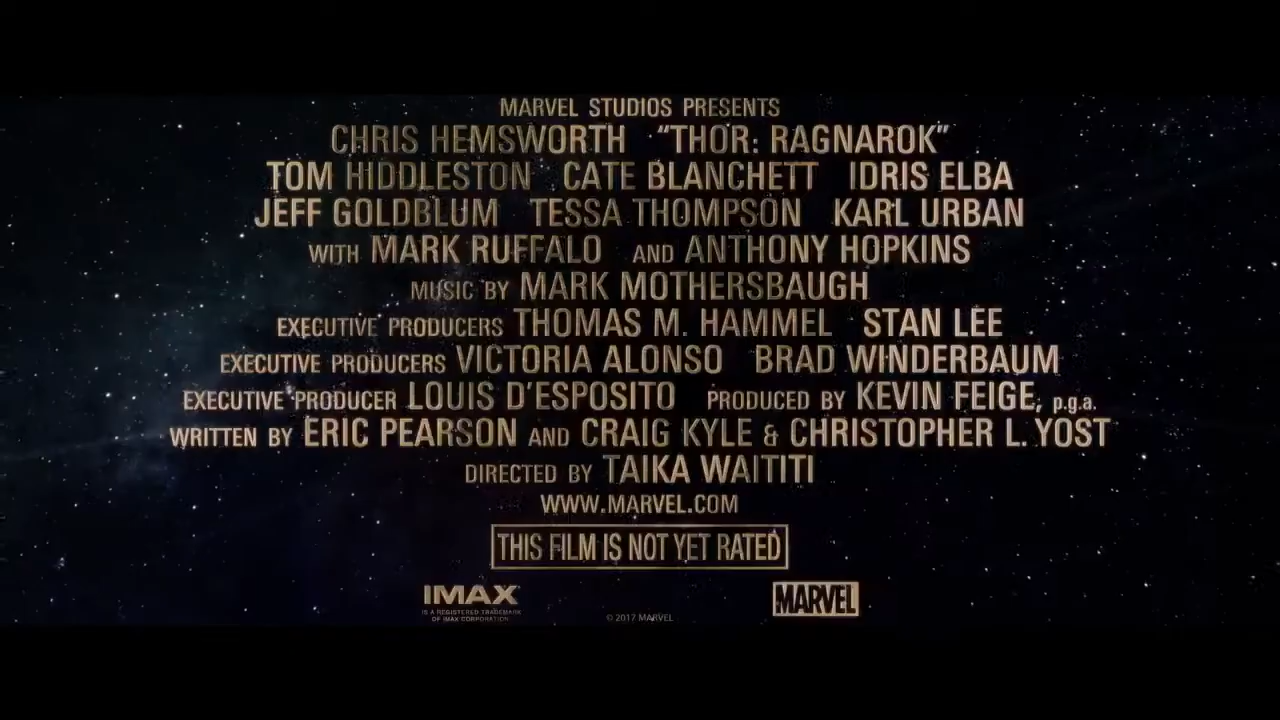 MARVEL STUDIOS PRESENTS
CHRIS HEMSWORTH "THOR: RAGNAROK"
TOM HIDDLESTON CATE BLANCHETT IDRIS ELBA
JEFF GOLDBLUM TESSA THOMPSON KARL URBAN
WITH MARK RUFFALO AND ANTHONY HOPKINS
MUSIC BY MARK MOTHERSBAUGH
EXECUTIVE PRODUCERS THOMAS M. HAMMEL STAN LEE
EXECUTIVE PRODUCERS VICTORIA ALONSO BRAD WINDERBAUM
EXECUTIVE PRODUCER LOUIS D'ESPOSITO PRODUCED BY KEVIN FEIGE, p.g.a.
WRITTEN BY ERIC PEARSON AND CRAIG KYLE & CHRISTOPHER L. YOST
DIRECTED BY TAIKA WAITITI
WWW.MARVEL.COM
THIS FILM IS NOT YET RATED
IMAX MARVEL
IS A REGISTERED TRADEMARK
OF IMAX CORPORATION
© 2017 MARVEL